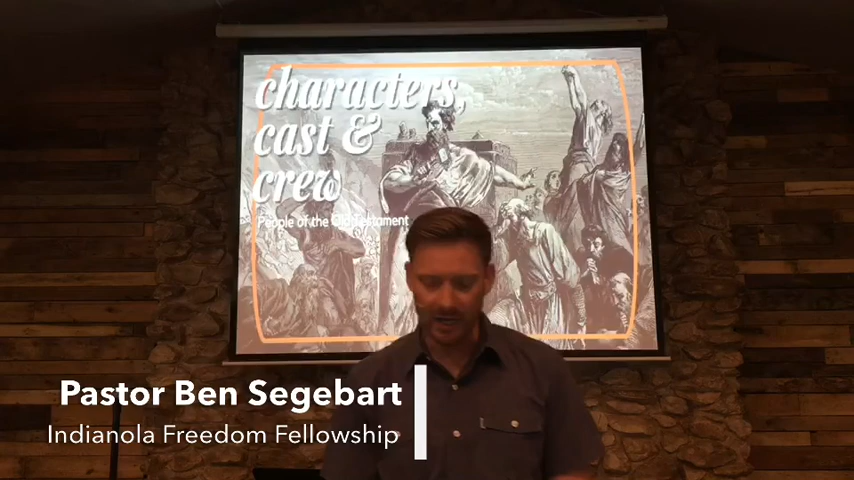 characters,
cast &
crew
People of the Old Testament
Pastor Ben Segebart
Indianola Freedom Fellowship